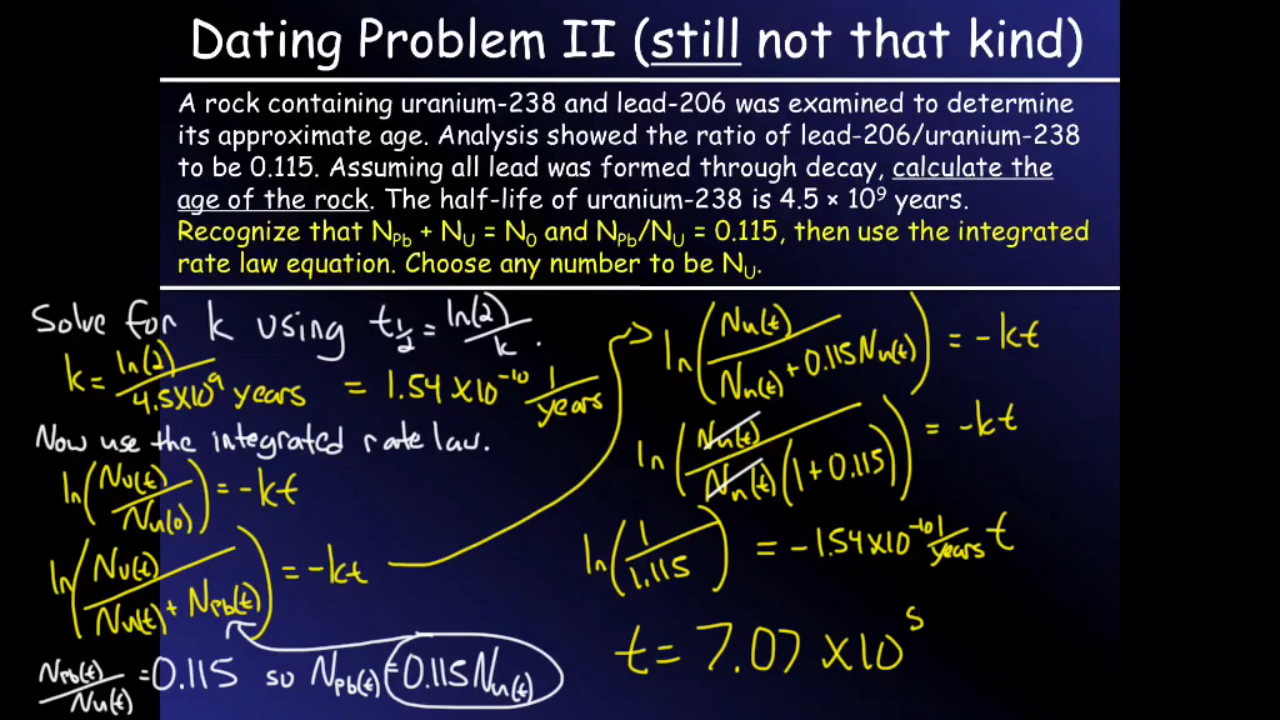 Dating Problem II (still not that kind)
A rock containing uranium-238 and lead-206 was examined to determine
its approximate age. Analysis showed the ratio of lead-206/uranium-238
to be 0.115. Assuming all lead was formed through decay, calculate the
age of the rock. The half-life of uranium-238 is 4.5 × 10⁹ years.
Recognize that N_Pb + N_U = N_0 and N_Pb/N_U = 0.115, then use the integrated
rate law equation. Choose any number to be N_U.
Solve for k using t_½ = ln(2)/k.
k = ln(2)/4.5×10⁹ years = 1.54×10⁻¹⁰ 1/years
Now use the integrated rate law.
ln(N_U(t)/N_U(0)) = -kt
ln(N_U(t)/(N_U(t) + N_Pb(t))) = -kt
N_Pb(t)/N_U(t) = 0.115 so N_Pb(t) = 0.115 N_U(t)
ln(N_U(t)/(N_U(t) + 0.115 N_U(t))) = -kt
ln(N_U(t)/(N_U(t)(1 + 0.115))) = -kt
ln(1/1.115) = -1.54×10⁻¹⁰ 1/years t
t = 7.07 ×10⁵